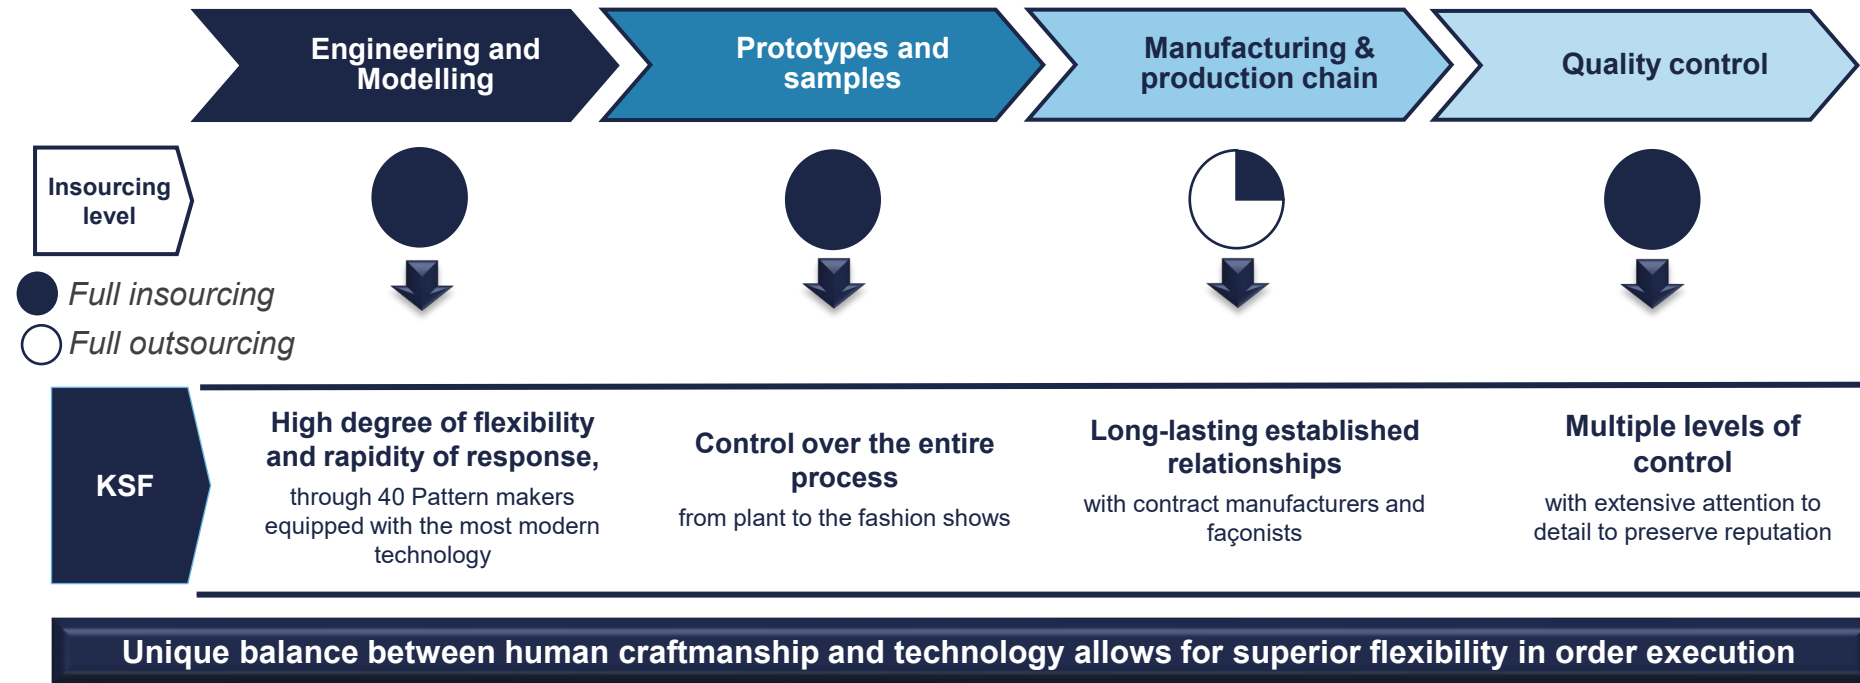 Engineering and
Modelling
Prototypes and
samples
Manufacturing &
production chain
Quality control
Insourcing
level
Full insourcing
Full outsourcing
KSF
High degree of flexibility
and rapidity of response,
through 40 Pattern makers
equipped with the most modern
technology
Control over the entire
process
from plant to the fashion shows
Long-lasting established
relationships
with contract manufacturers and
façonists
Multiple levels of
control
with extensive attention to
detail to preserve reputation
Unique balance between human craftmanship and technology allows for superior flexibility in order execution